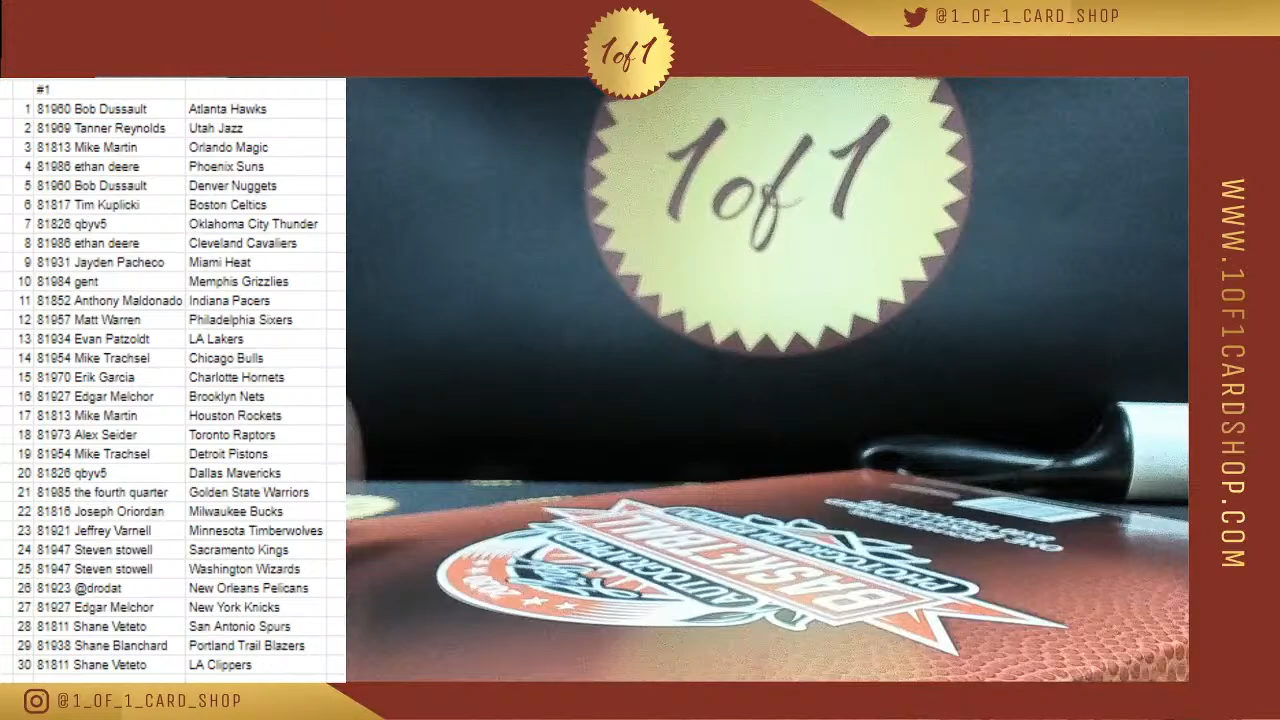 @1_OF_1_CARD_SHOP
1of1
#1
1 81960 Bob Dussault Atlanta Hawks
2 81969 Tanner Reynolds Utah Jazz
3 81813 Mike Martin Orlando Magic
4 81986 ethan deere Phoenix Suns
5 81960 Bob Dussault Denver Nuggets
6 81817 Tim Kuplicki Boston Celtics
7 81826 qbyv5 Oklahoma City Thunder
8 81986 ethan deere Cleveland Cavaliers
9 81931 Jayden Pacheco Miami Heat
10 81984 gent Memphis Grizzlies
11 81852 Anthony Maldonado Indiana Pacers
12 81957 Matt Warren Philadelphia Sixers
13 81934 Evan Patzoldt LA Lakers
14 81954 Mike Trachsel Chicago Bulls
15 81970 Erik Garcia Charlotte Hornets
16 81927 Edgar Melchor Brooklyn Nets
17 81813 Mike Martin Houston Rockets
18 81973 Alex Seider Toronto Raptors
19 81954 Mike Trachsel Detroit Pistons
20 81826 qbyv5 Dallas Mavericks
21 81985 the fourth quarter Golden State Warriors
22 81816 Joseph Oriordan Milwaukee Bucks
23 81921 Jeffrey Varnell Minnesota Timberwolves
24 81947 Steven stowell Sacramento Kings
25 81947 Steven stowell Washington Wizards
26 81923 @drodat New Orleans Pelicans
27 81927 Edgar Melchor New York Knicks
28 81811 Shane Veteto San Antonio Spurs
29 81938 Shane Blanchard Portland Trail Blazers
30 81811 Shane Veteto LA Clippers
1of1
AUTOGRAPHED
BASKETBALL
PHOTOGRAPH
WWW.1OF1CARDSHOP.COM
@1_OF_1_CARD_SHOP